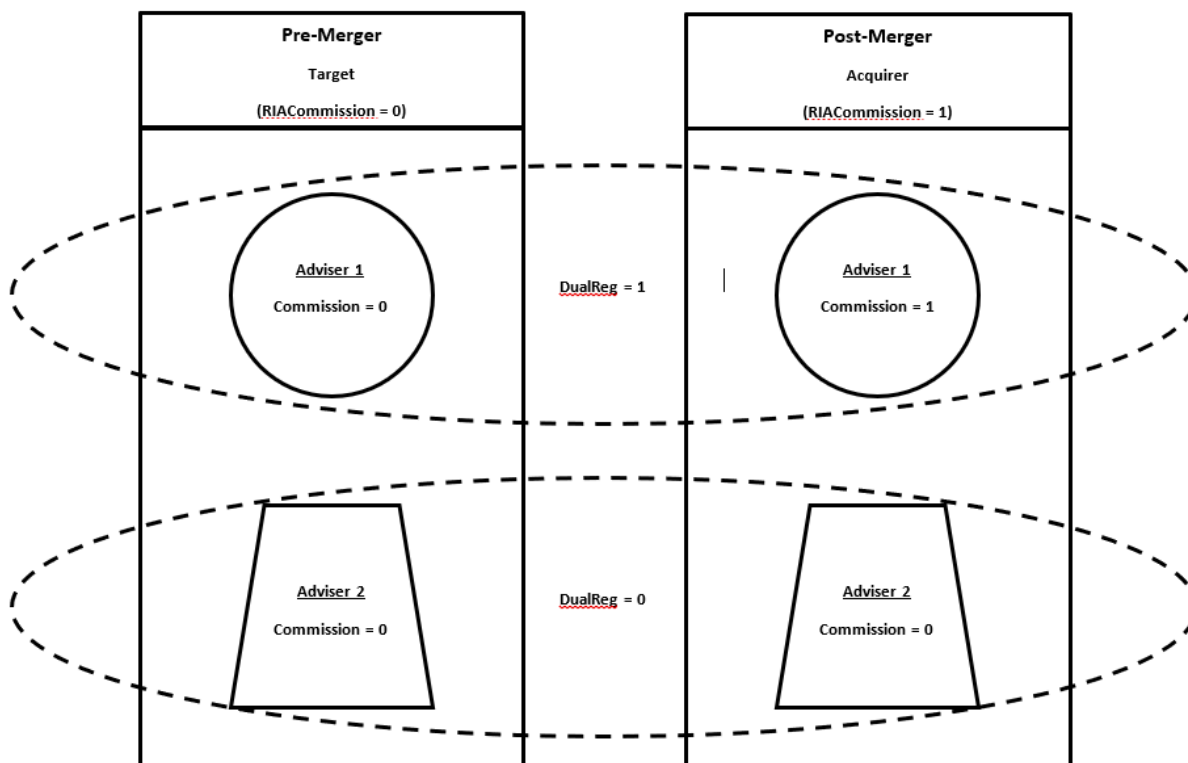 Pre-Merger
Target
(RIACommission = 0)
Post-Merger
Acquirer
(RIACommission = 1)
Adviser 1
Commission = 0
DualReg = 1
Adviser 1
Commission = 1
Adviser 2
Commission = 0
DualReg = 0
Adviser 2
Commission = 0